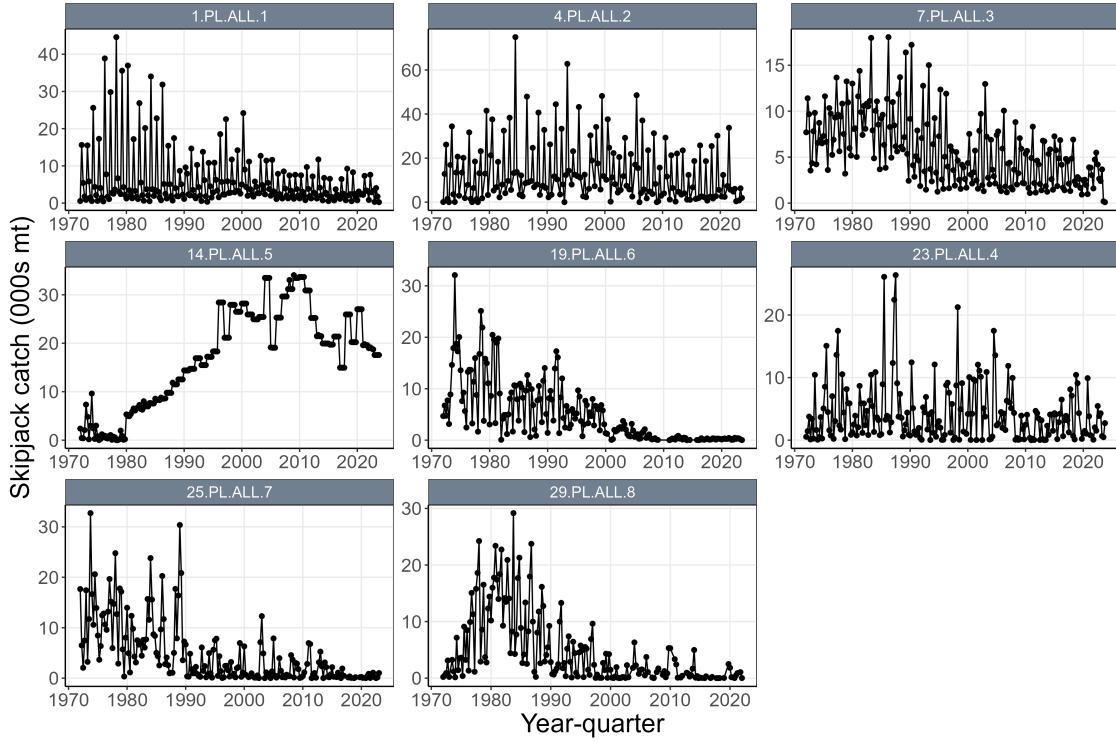 1.PL.ALL.1 4.PL.ALL.2 7.PL.ALL.3
40 30 20 10 0
1970 1980 1990 2000 2010 2020
60 40 20 0
1970 1980 1990 2000 2010 2020
15 10 5 0
1970 1980 1990 2000 2010 2020
Skipjack catch (000s mt)
14.PL.ALL.5 19.PL.ALL.6 23.PL.ALL.4
30 20 10 0
1970 1980 1990 2000 2010 2020
30 20 10 0
1970 1980 1990 2000 2010 2020
20 10 0
1970 1980 1990 2000 2010 2020
25.PL.ALL.7 29.PL.ALL.8
30 20 10 0
1970 1980 1990 2000 2010 2020
30 20 10 0
1970 1980 1990 2000 2010 2020
Year-quarter